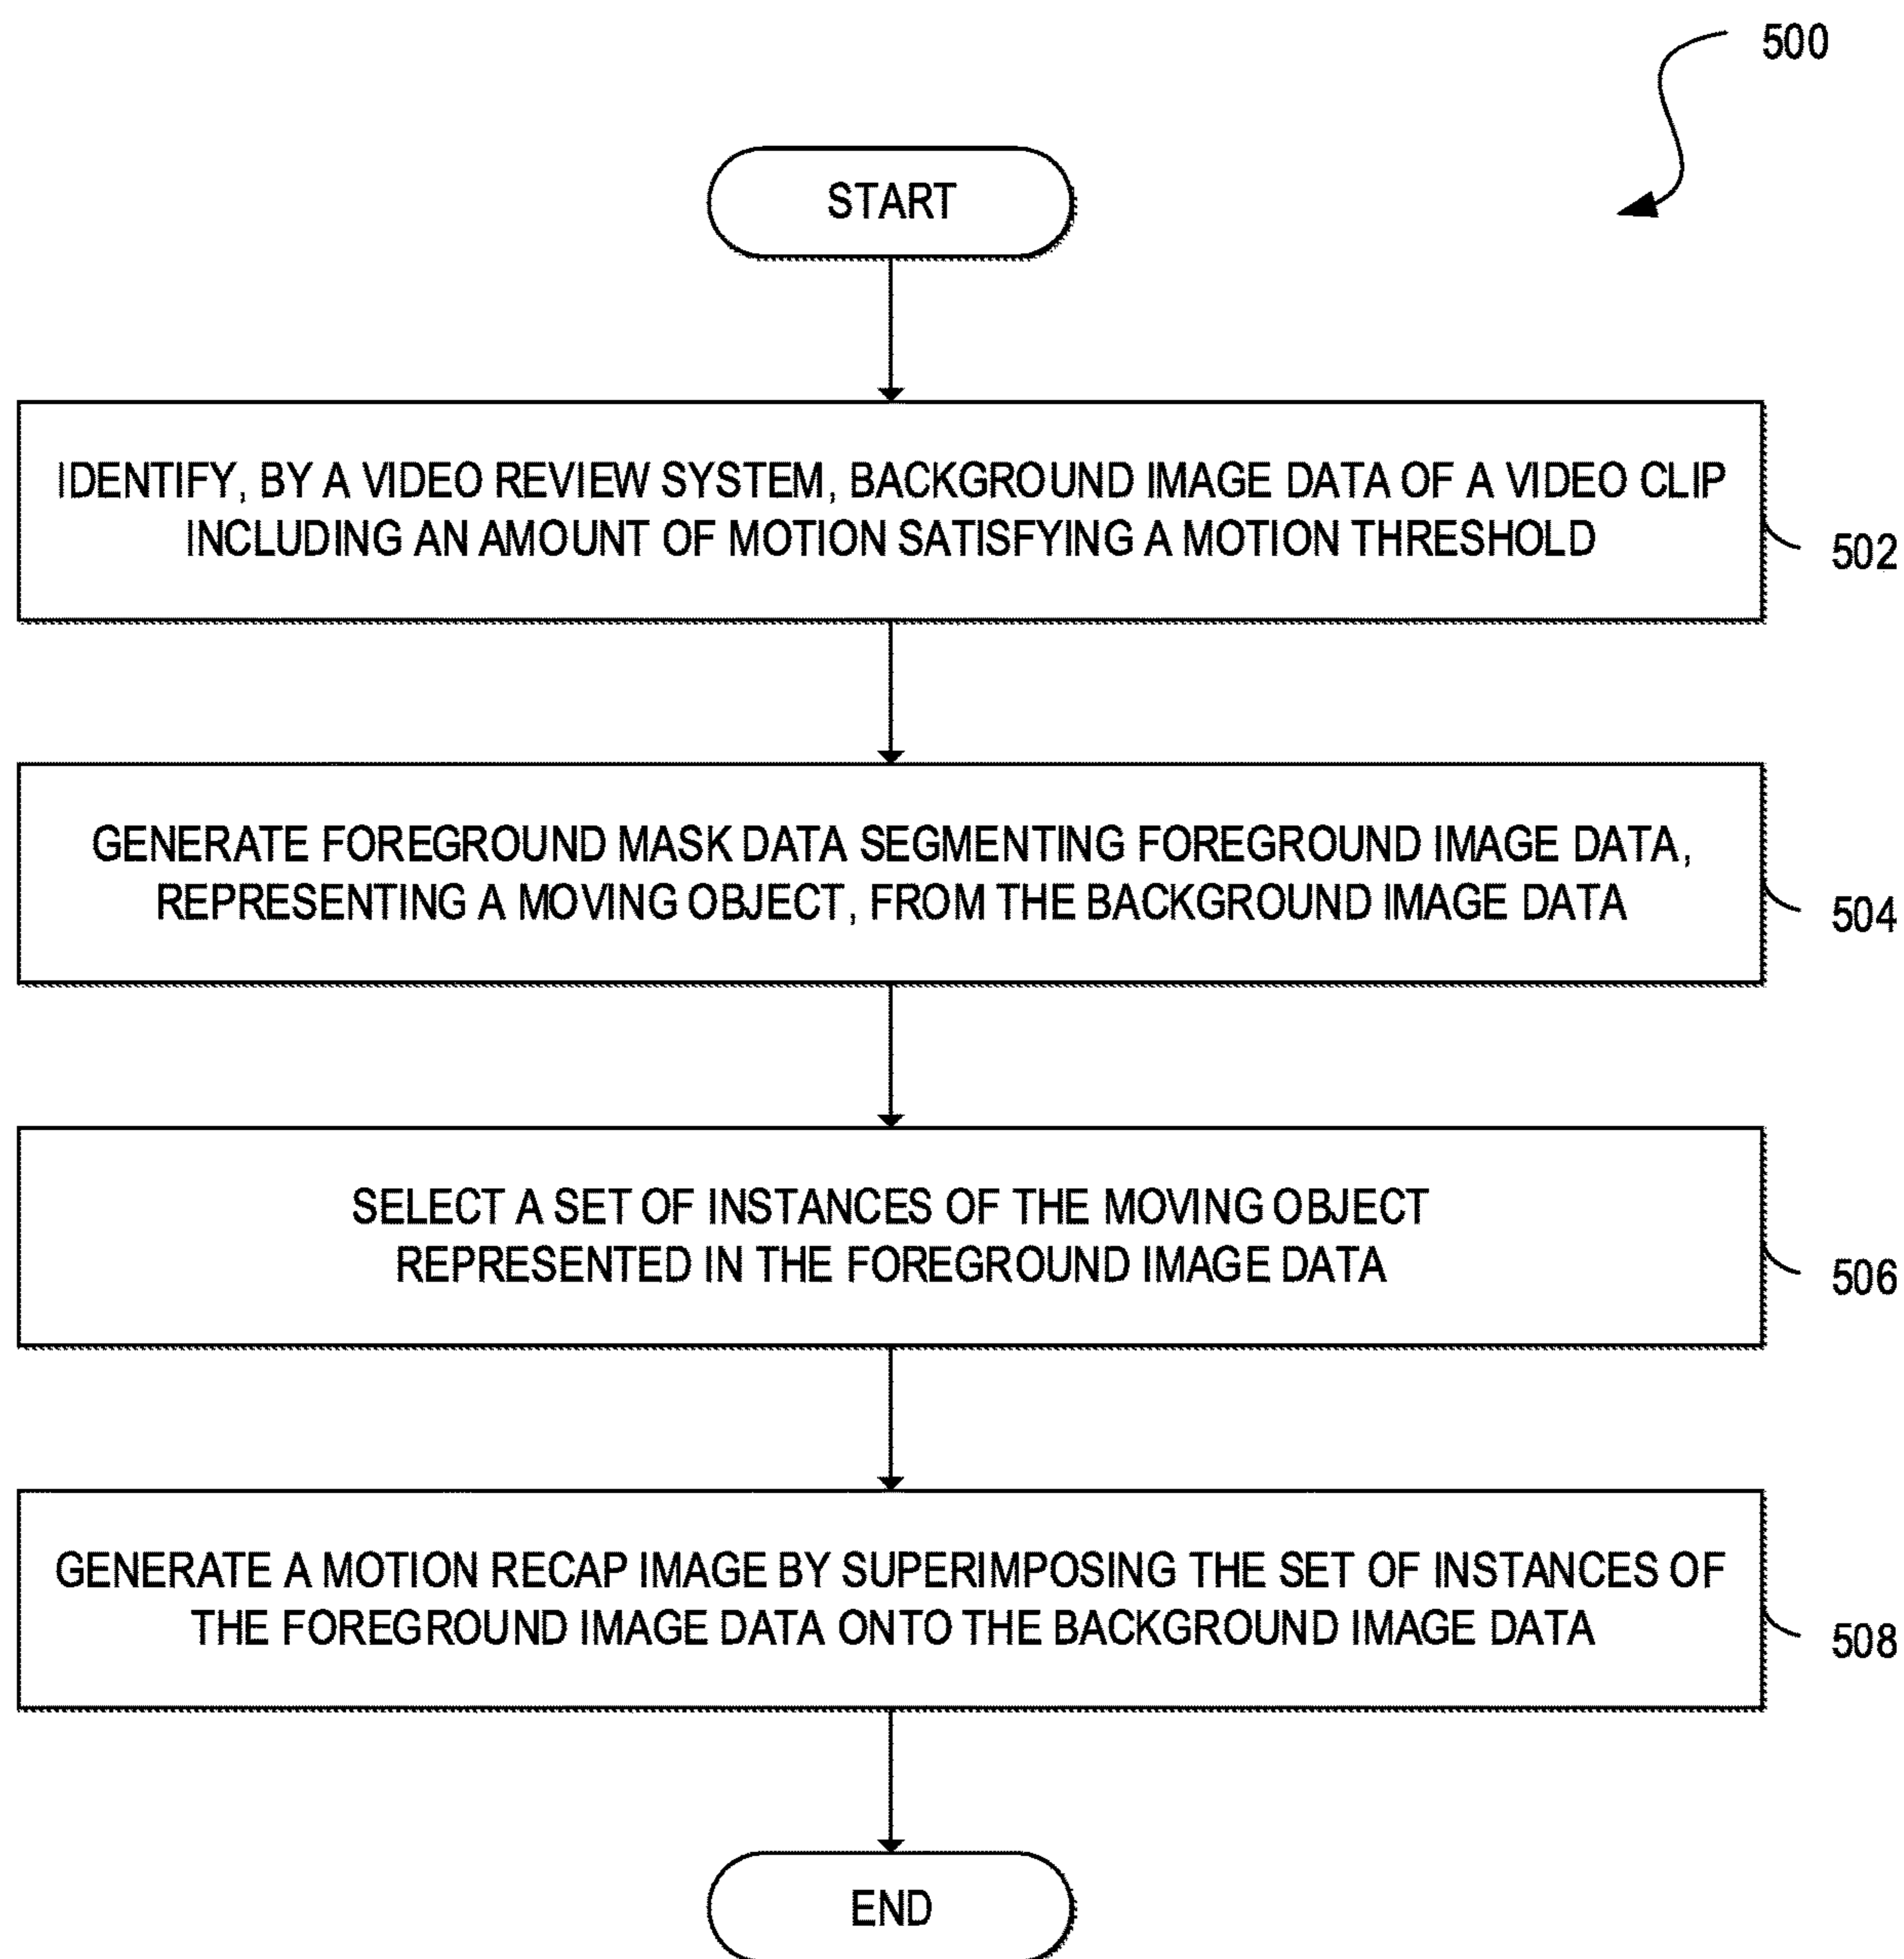 500
START
IDENTIFY, BY A VIDEO REVIEW SYSTEM, BACKGROUND IMAGE DATA OF A VIDEO CLIP
INCLUDING AN AMOUNT OF MOTION SATISFYING A MOTION THRESHOLD
502
GENERATE FOREGROUND MASK DATA SEGMENTING FOREGROUND IMAGE DATA,
REPRESENTING A MOVING OBJECT, FROM THE BACKGROUND IMAGE DATA
504
SELECT A SET OF INSTANCES OF THE MOVING OBJECT
REPRESENTED IN THE FOREGROUND IMAGE DATA
506
GENERATE A MOTION RECAP IMAGE BY SUPERIMPOSING THE SET OF INSTANCES OF
THE FOREGROUND IMAGE DATA ONTO THE BACKGROUND IMAGE DATA
508
END